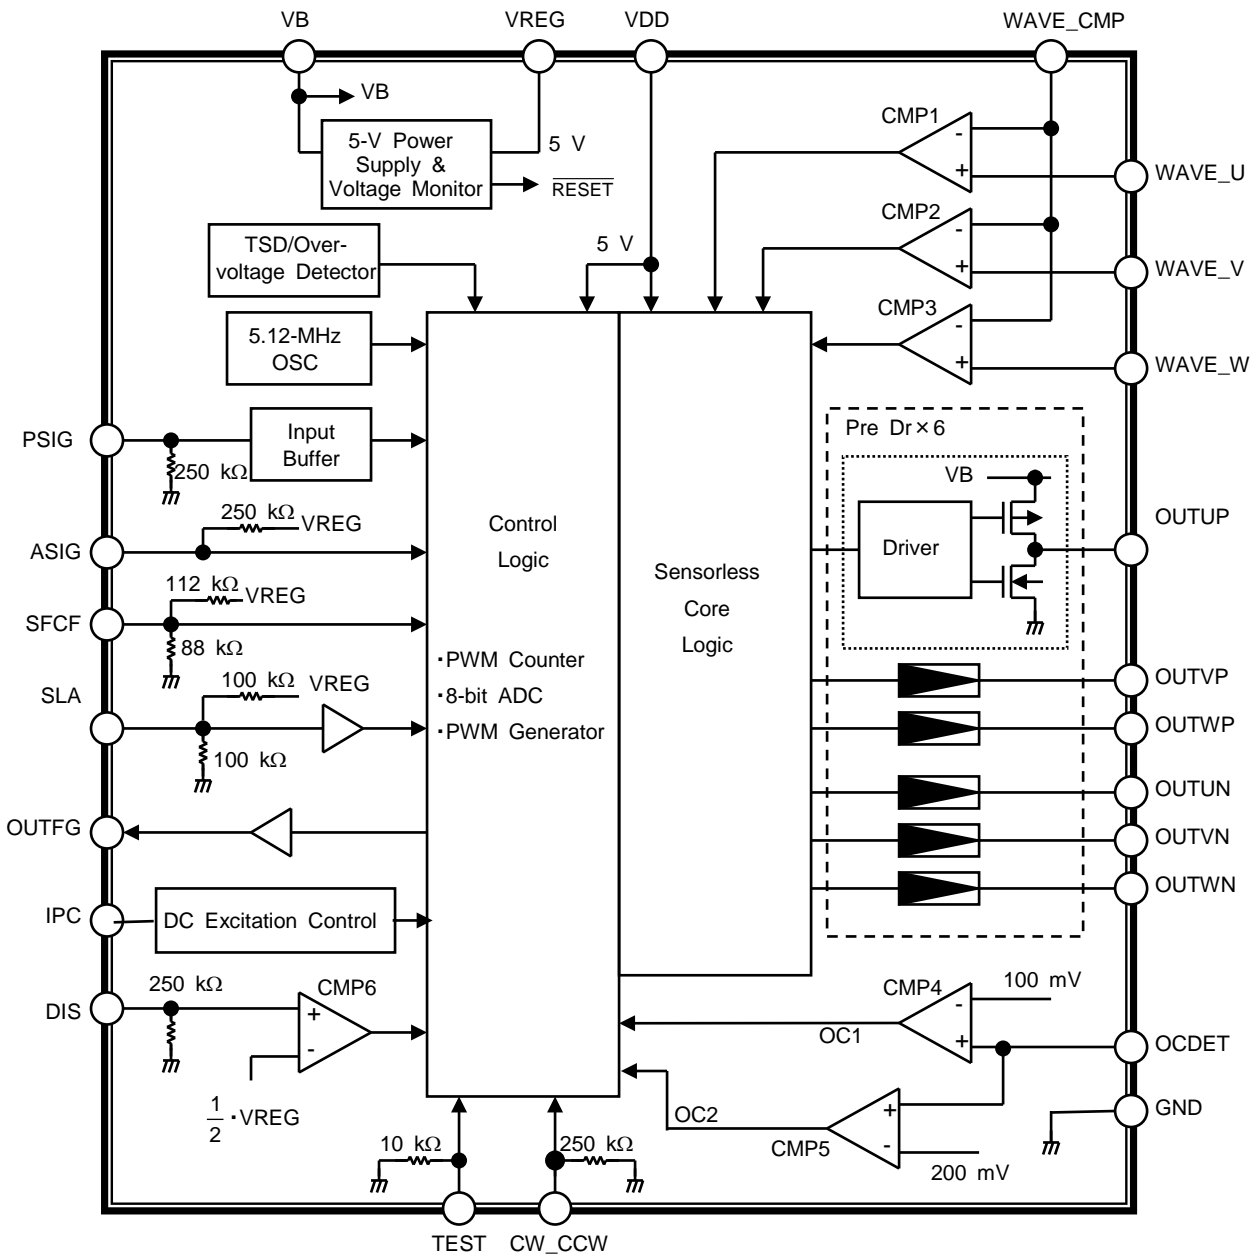 VB
VREG
VDD
WAVE_CMP
VB
5-V Power
Supply &
Voltage Monitor
5 V
RESET
CMP1
-
+
WAVE_U
TSD/Over-
voltage Detector
5 V
CMP2
-
+
WAVE_V
5.12-MHz
OSC
CMP3
-
+
WAVE_W
PSIG
Input
Buffer
250 kΩ
Pre Dr×6
VB
Driver
OUTUP
250 kΩ
VREG
ASIG
Control
Logic
Sensorless
Core
Logic
112 kΩ
VREG
SFCF
88 kΩ
·PWM Counter
·8-bit ADC
·PWM Generator
SLA
100 kΩ
VREG
100 kΩ
OUTVP
OUTWP
OUTUN
OUTVN
OUTWN
OUTFG
IPC
DC Excitation Control
DIS
250 kΩ
CMP6
+
-
1
2
·VREG
CMP4
100 mV
-
+
OC1
OCDET
OC2
CMP5
+
-
200 mV
GND
10 kΩ
250 kΩ
TEST
CW_CCW